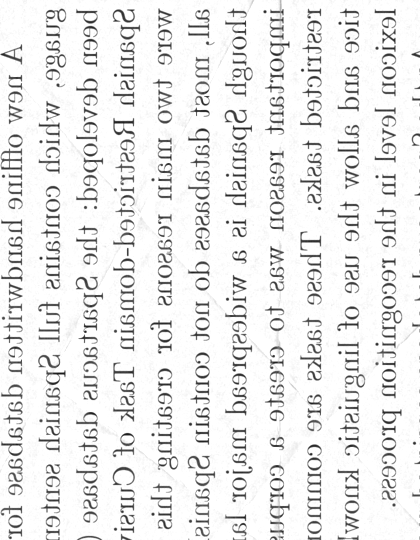 A new offline handwritten database for
guage, which contains full Spanish senten
been developed: the Spartacus database (
Spanish Restricted-domain Task of Cursiv
were two main reasons for creating this
all, most databases do not contain Spanis
though Spanish is a widespread major lan
important reason was to create a corpus
restricted tasks. These tasks are common
tice and allow the use of linguistic knowl
lexicon level in the recognition process.